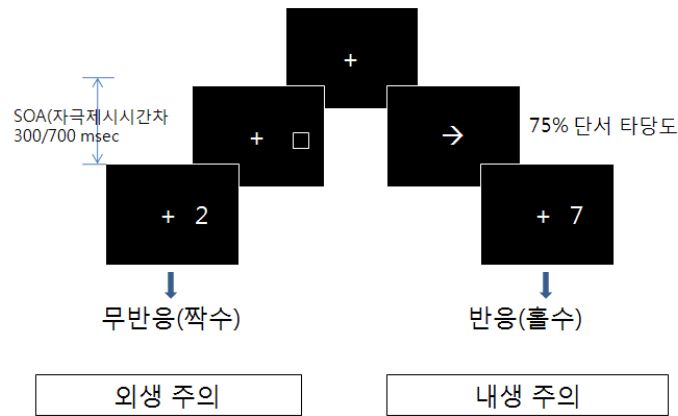 +
SOA(자극제시시간차
300/700 msec
+ □
→
75% 단서 타당도
+ 2
+ 7
무반응(짝수)
반응(홀수)
외생 주의
내생 주의